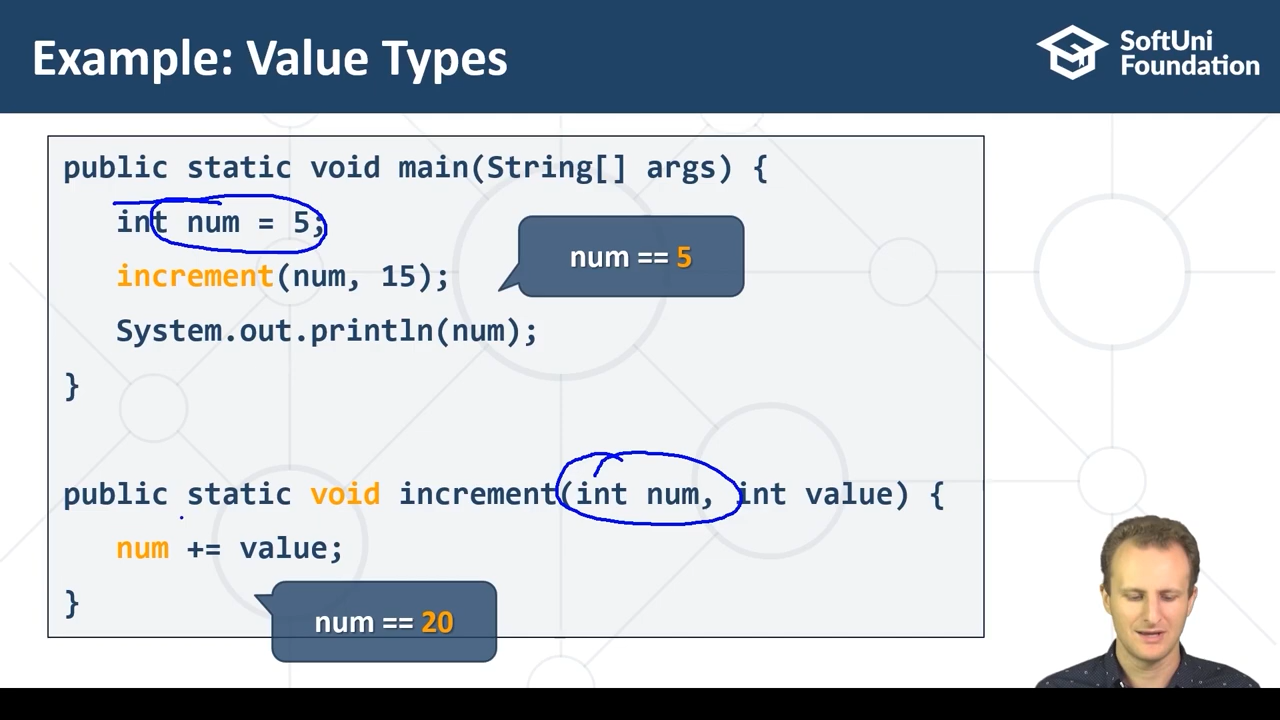 Example: Value Types
SoftUni
Foundation
public static void main(String[] args) {
int num = 5;
increment(num, 15);
System.out.println(num);
}
num == 5
public static void increment(int num, int value) {
num += value;
}
num == 20